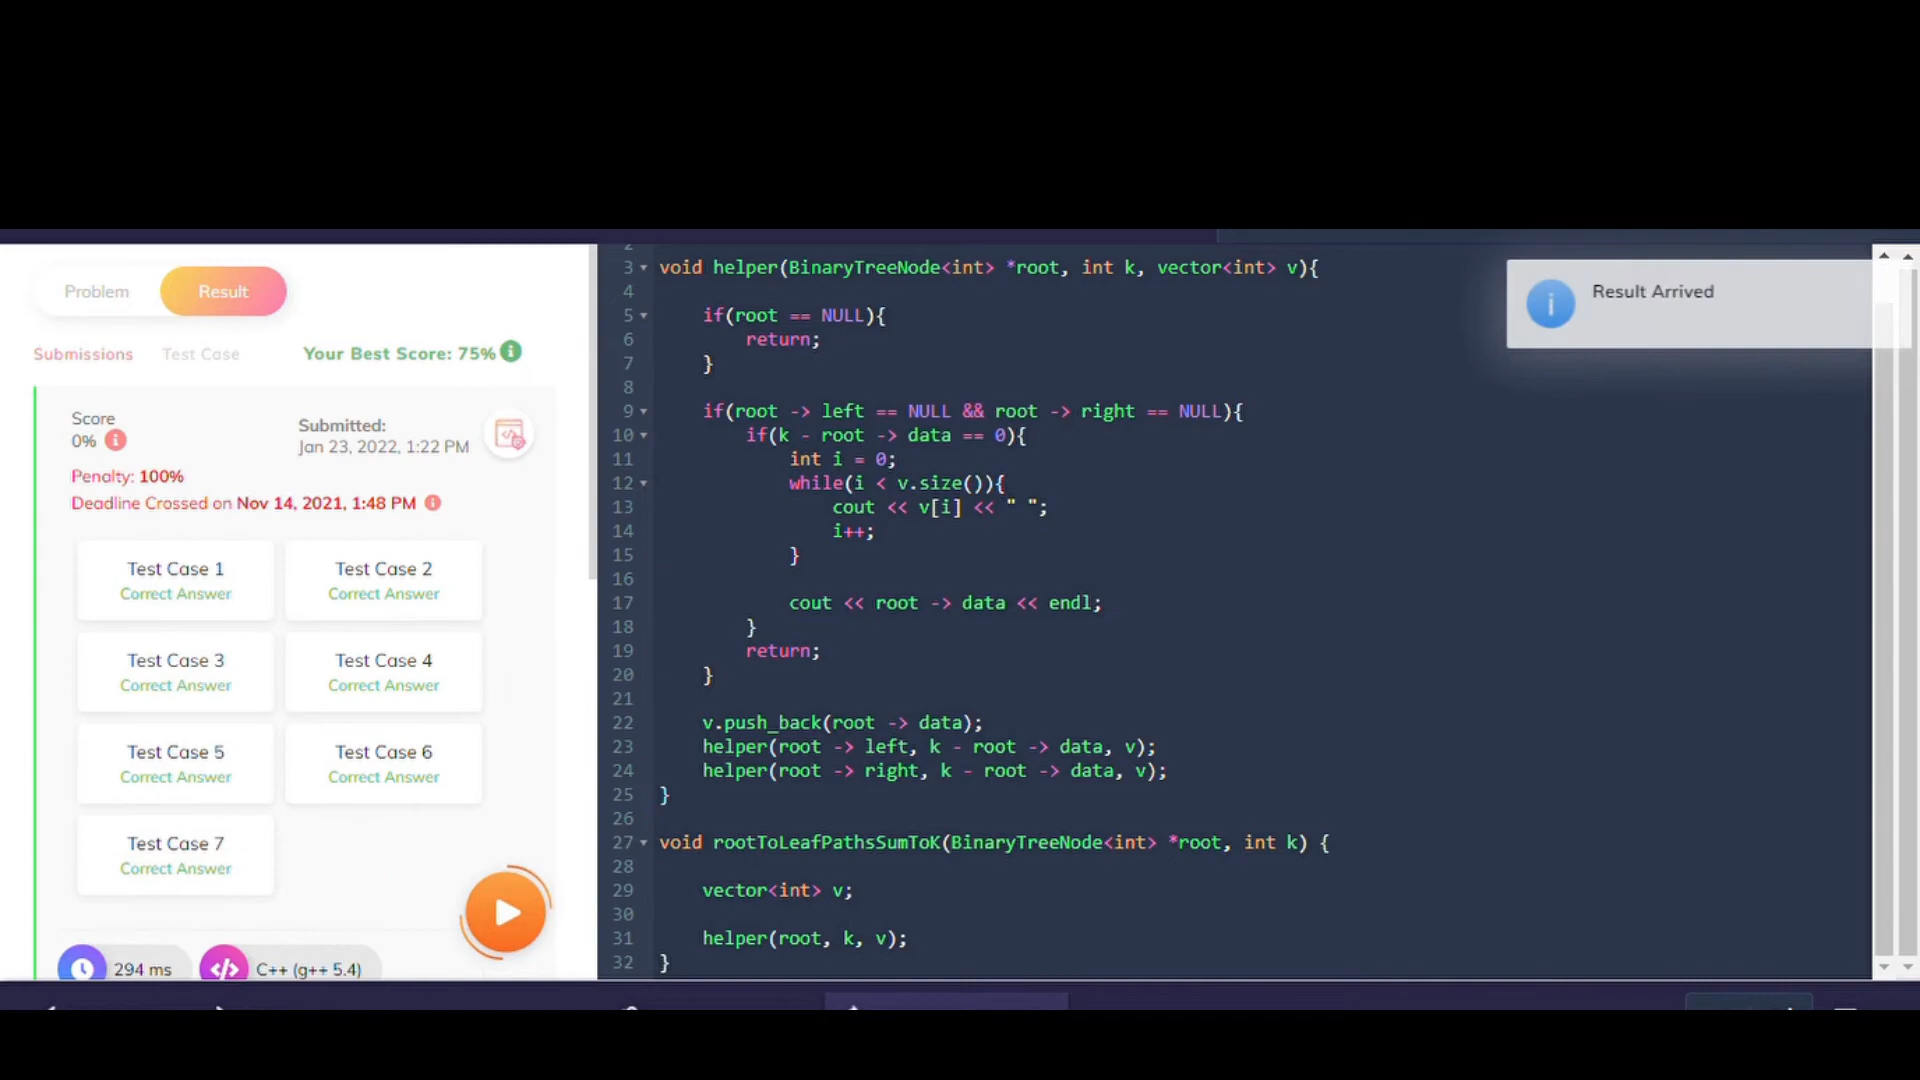 Problem
Result
Submissions
Test Case
Your Best Score: 75%
Score
0%
Submitted:
Jan 23, 2022, 1:22 PM
Penalty: 100%
Deadline Crossed on Nov 14, 2021, 1:48 PM
Test Case 1
Correct Answer
Test Case 2
Correct Answer
Test Case 3
Correct Answer
Test Case 4
Correct Answer
Test Case 5
Correct Answer
Test Case 6
Correct Answer
Test Case 7
Correct Answer
294 ms
C++ (g++ 5.4)
2
3 void helper(BinaryTreeNode<int> *root, int k, vector<int> v){
4
5 if(root == NULL){
6 return;
7 }
8
9 if(root -> left == NULL && root -> right == NULL){
10 if(k - root -> data == 0){
11 int i = 0;
12 while(i < v.size()){
13 cout << v[i] << " ";
14 i++;
15 }
16
17 cout << root -> data << endl;
18 }
19 return;
20 }
21
22 v.push_back(root -> data);
23 helper(root -> left, k - root -> data, v);
24 helper(root -> right, k - root -> data, v);
25 }
26
27 void rootToLeafPathsSumToK(BinaryTreeNode<int> *root, int k) {
28
29 vector<int> v;
30
31 helper(root, k, v);
32 }
Result Arrived